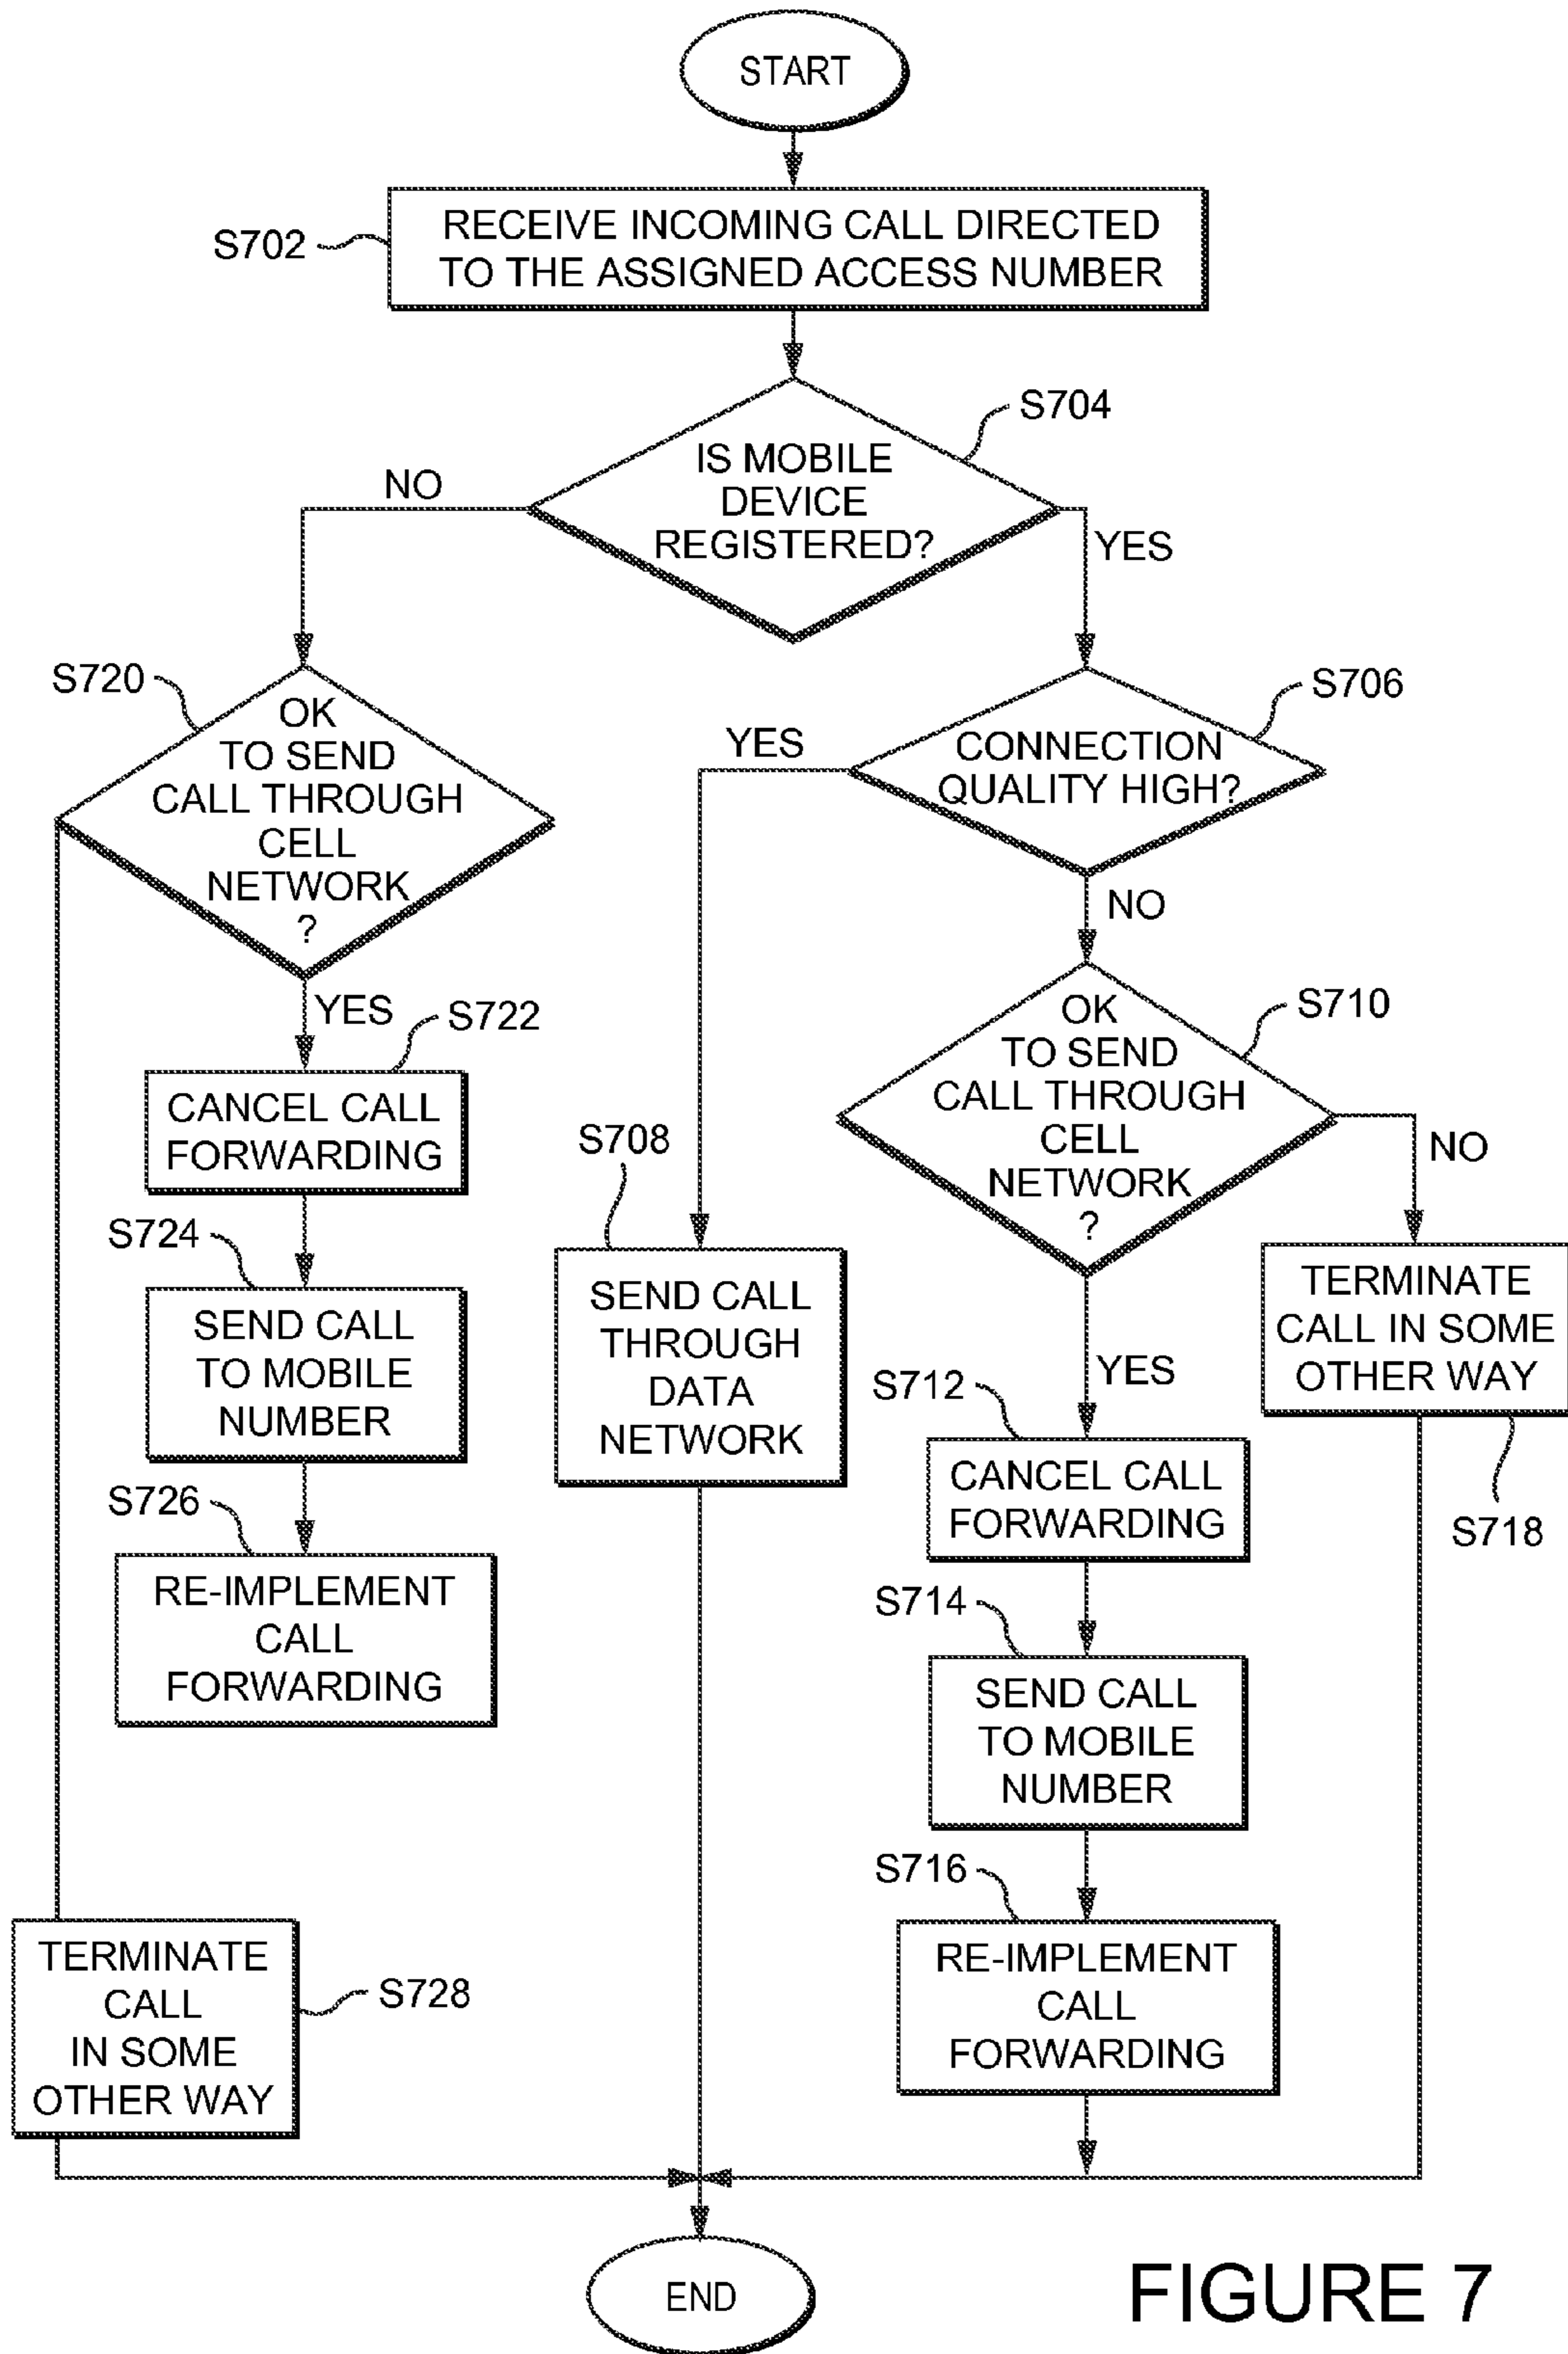 START
S702
RECEIVE INCOMING CALL DIRECTED
TO THE ASSIGNED ACCESS NUMBER
S704
IS MOBILE
DEVICE
REGISTERED?
NO
YES
S720
OK
TO SEND
CALL THROUGH
CELL
NETWORK
?
S706
CONNECTION
QUALITY HIGH?
YES
NO
S710
OK
TO SEND
CALL THROUGH
CELL
NETWORK
?
YES
S722
CANCEL CALL
FORWARDING
S724
SEND CALL
TO MOBILE
NUMBER
S726
RE-IMPLEMENT
CALL
FORWARDING
S708
SEND CALL
THROUGH
DATA
NETWORK
NO
TERMINATE
CALL IN SOME
OTHER WAY
S718
YES
S712
CANCEL CALL
FORWARDING
S714
SEND CALL
TO MOBILE
NUMBER
S716
RE-IMPLEMENT
CALL
FORWARDING
TERMINATE
CALL
IN SOME
OTHER WAY
S728
END
FIGURE 7